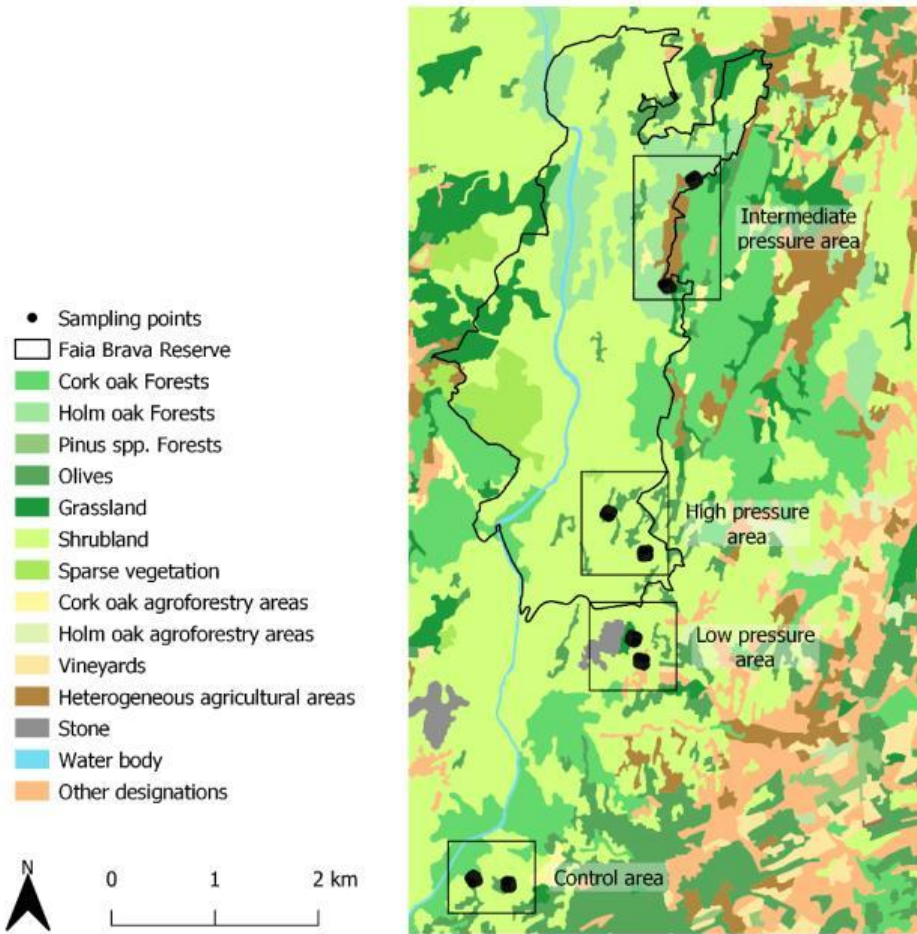 Intermediate
pressure area
Sampling points
Faia Brava Reserve
Cork oak Forests
Holm oak Forests
Pinus spp. Forests
Olives
Grassland
Shrubland
Sparse vegetation
Cork oak agroforestry areas
Holm oak agroforestry areas
Vineyards
Heterogeneous agricultural areas
Stone
Water body
Other designations
High pressure
area
Low pressure
area
Control area
N
0 1 2 km